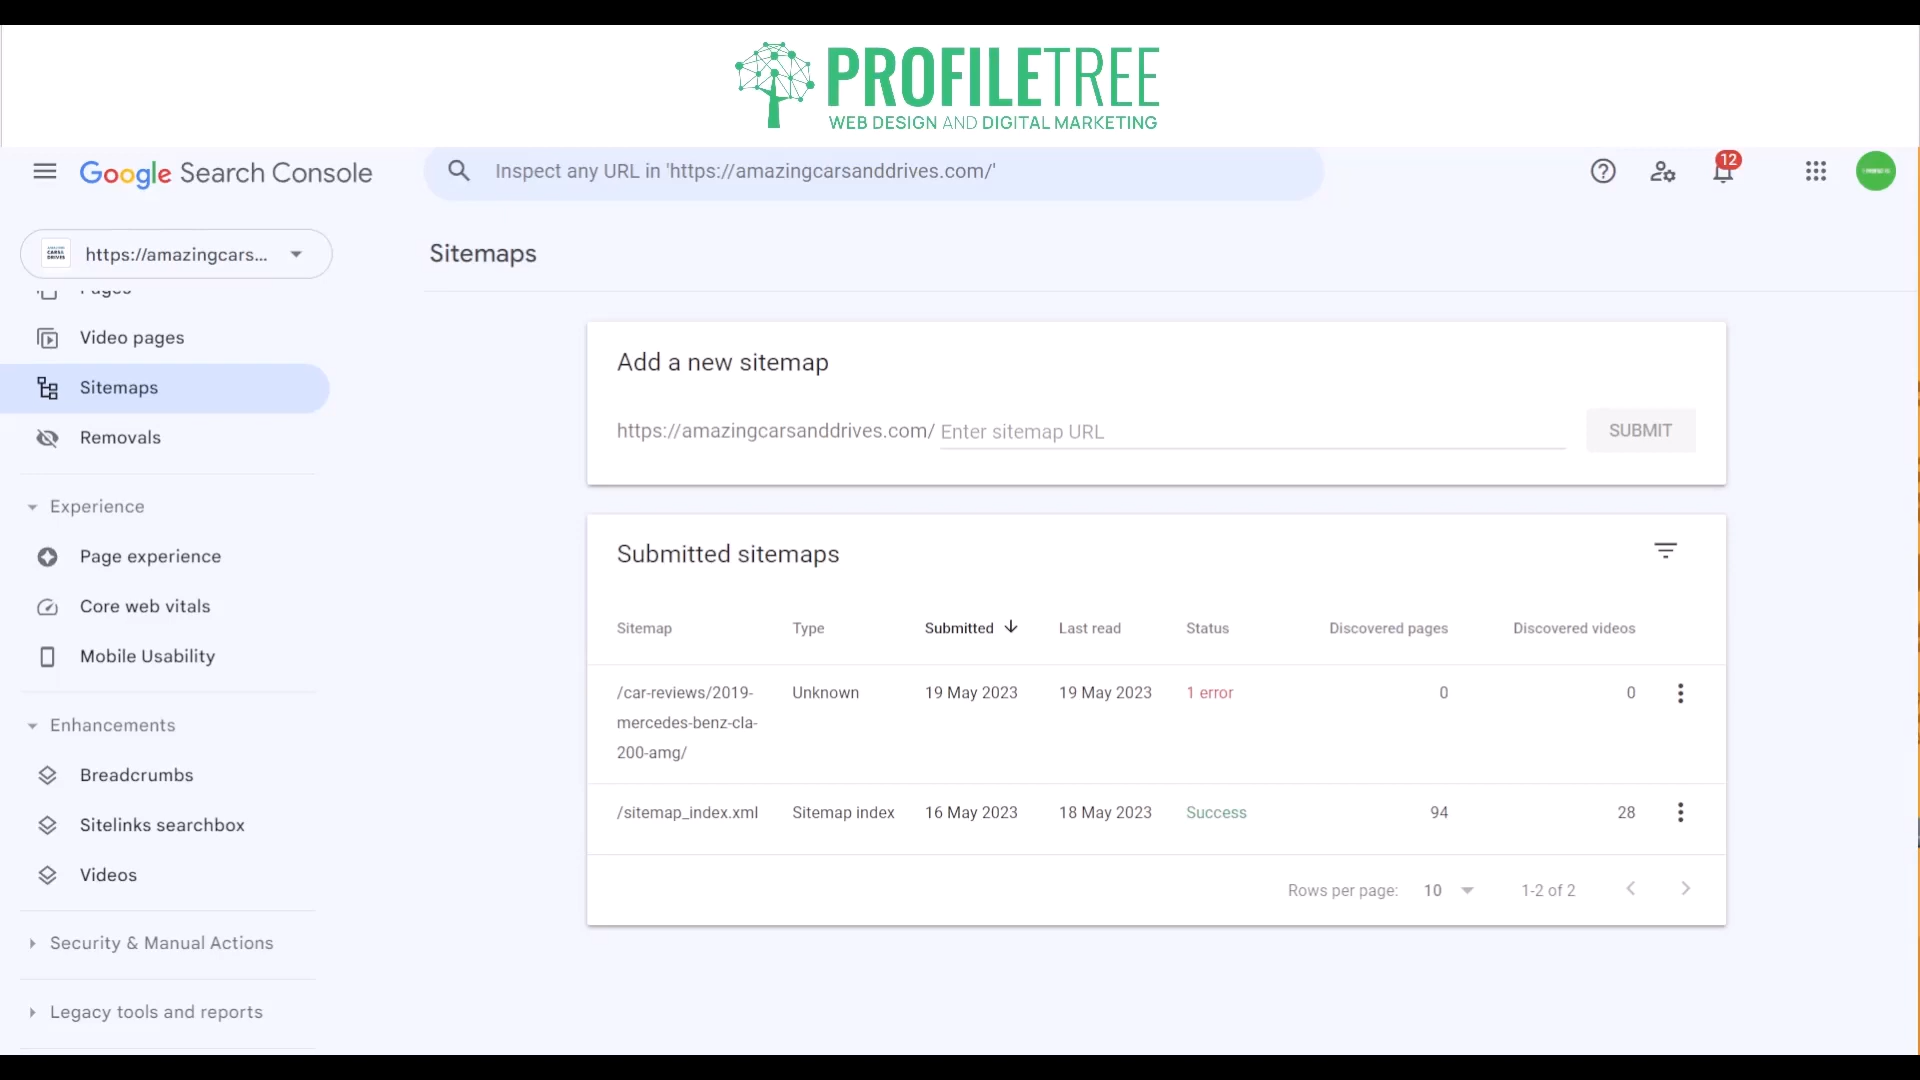 PROFILETREE
WEB DESIGN AND DIGITAL MARKETING
Google Search Console
Inspect any URL in 'https://amazingcarsanddrives.com/'
12
https://amazingcars...
Sitemaps
Pages
Video pages
Sitemaps
Removals
Experience
Page experience
Core web vitals
Mobile Usability
Enhancements
Breadcrumbs
Sitelinks searchbox
Videos
Security & Manual Actions
Legacy tools and reports
Add a new sitemap
https://amazingcarsanddrives.com/ Enter sitemap URL
SUBMIT
Submitted sitemaps
Sitemap Type Submitted Last read Status Discovered pages Discovered videos
/car-reviews/2019- Unknown 19 May 2023 19 May 2023 1 error 0 0
mercedes-benz-cla-
200-amg/
/sitemap_index.xml Sitemap index 16 May 2023 18 May 2023 Success 94 28
Rows per page: 10 1-2 of 2